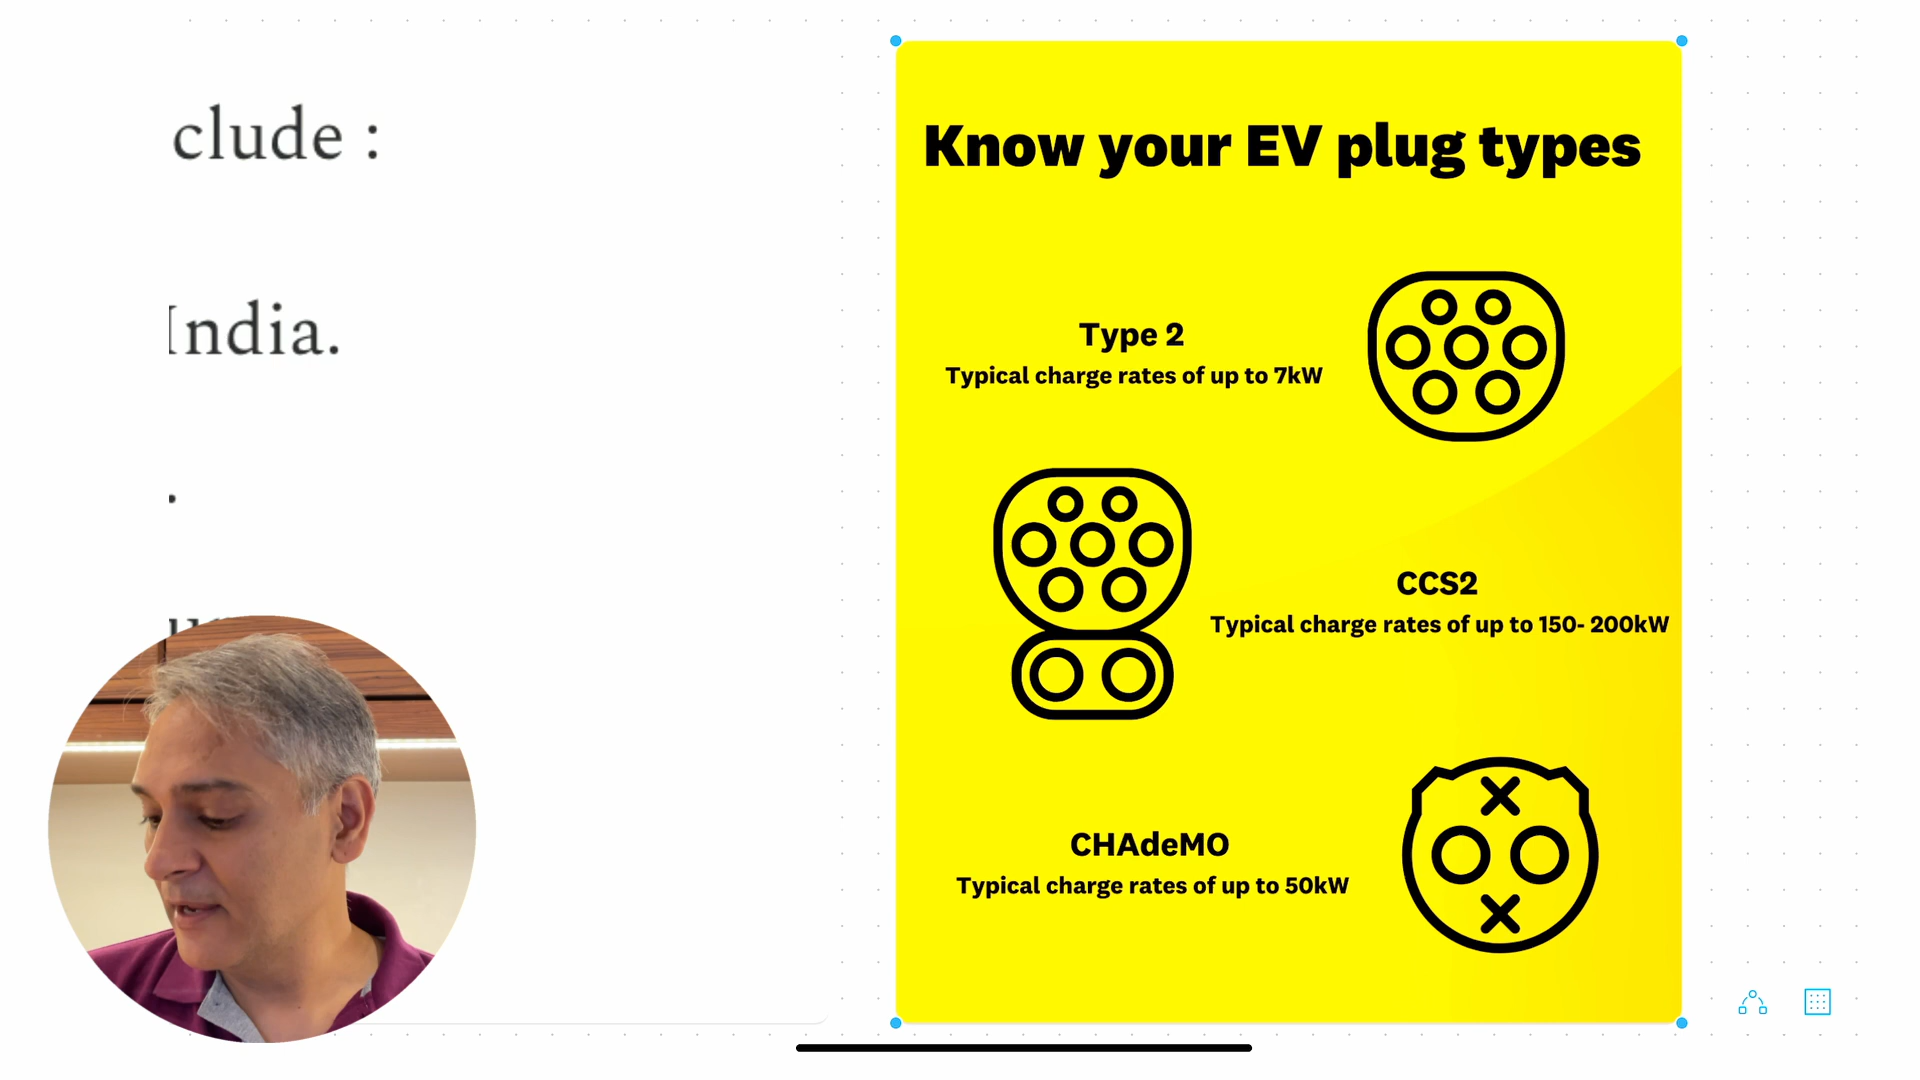 clude :
India.
.
Know your EV plug types
Type 2
Typical charge rates of up to 7kW
CCS2
Typical charge rates of up to 150- 200kW
CHAdeMO
Typical charge rates of up to 50kW